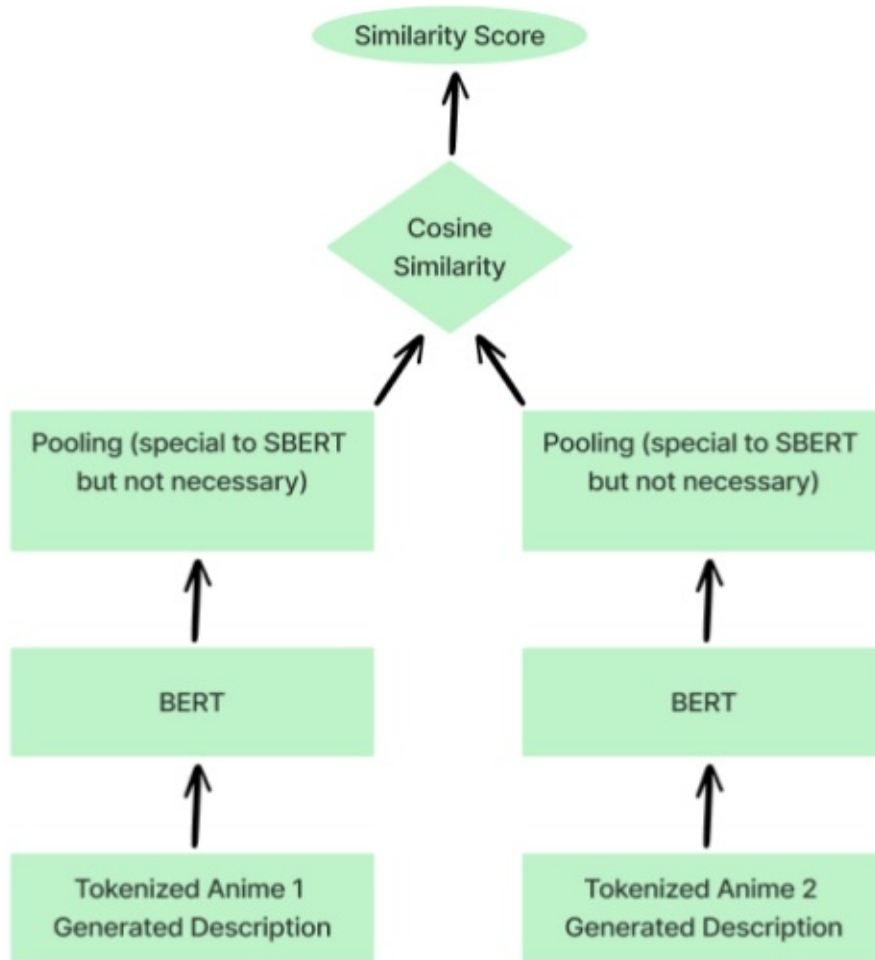 Similarity Score
Cosine
Similarity
Pooling (special to SBERT
but not necessary)
Pooling (special to SBERT
but not necessary)
BERT
BERT
Tokenized Anime 1
Generated Description
Tokenized Anime 2
Generated Description